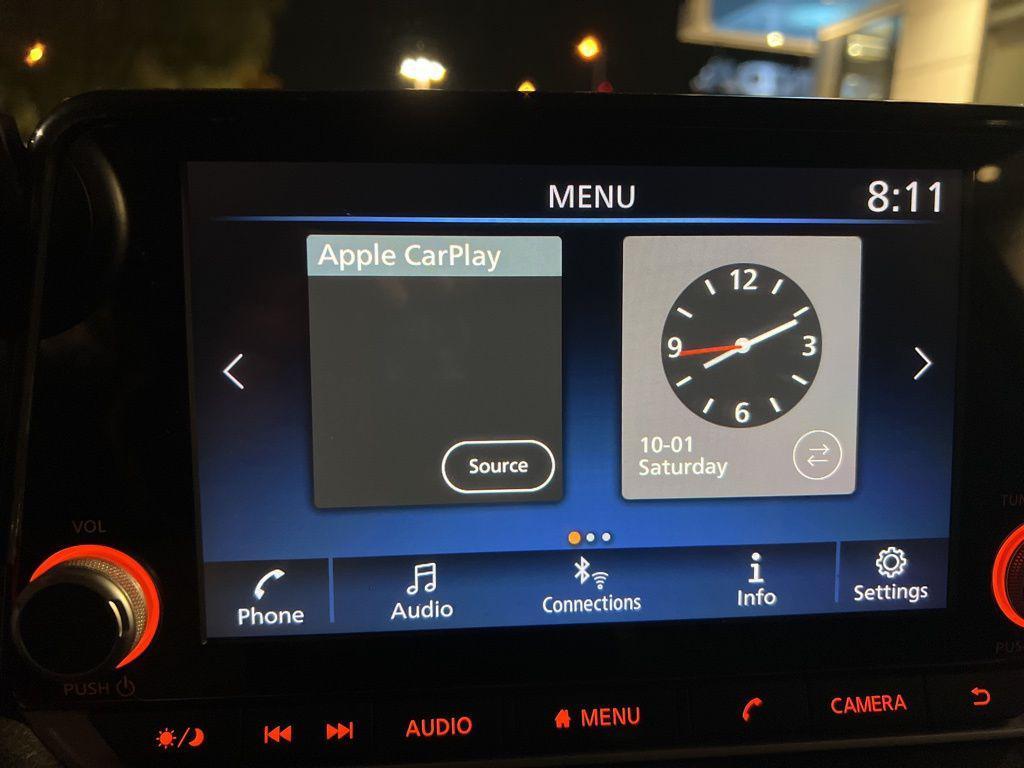 MENU
8:11
Apple CarPlay
Source
12
9
3
6
10-01
Saturday
VOL
Phone
Audio
Connections
Info
Settings
PUSH
AUDIO
MENU
CAMERA